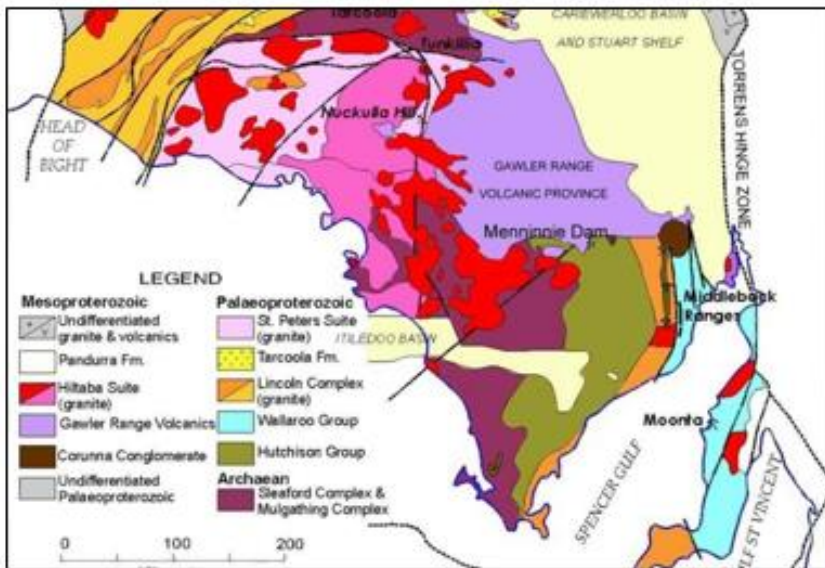 CARIEWERLOO BASIN
AND STUART SHELF
Tarcoola
Tunkillia
TORRENS HINGE ZONE
Nuckulla Hill
HEAD
OF
BIGHT
GAWLER RANGE
VOLCANIC PROVINCE
Menninnie Dam
Middleback
Ranges
ITILEDOO BASIN
Moonta
SPENCER GULF
GULF ST VINCENT
LEGEND
Mesoproterozoic
Undifferentiated
granite & volcanics
Pandurra Fm.
Hiltaba Suite
(granite)
Gawler Range Volcanics
Corunna Conglomerate
Undifferentiated
Palaeoproterozoic
Palaeoproterozoic
St. Peters Suite
(granite)
Tarcoola Fm.
Lincoln Complex
(granite)
Wallaroo Group
Hutchison Group
Archaean
Sleaford Complex &
Mulgathing Complex
0 100 200